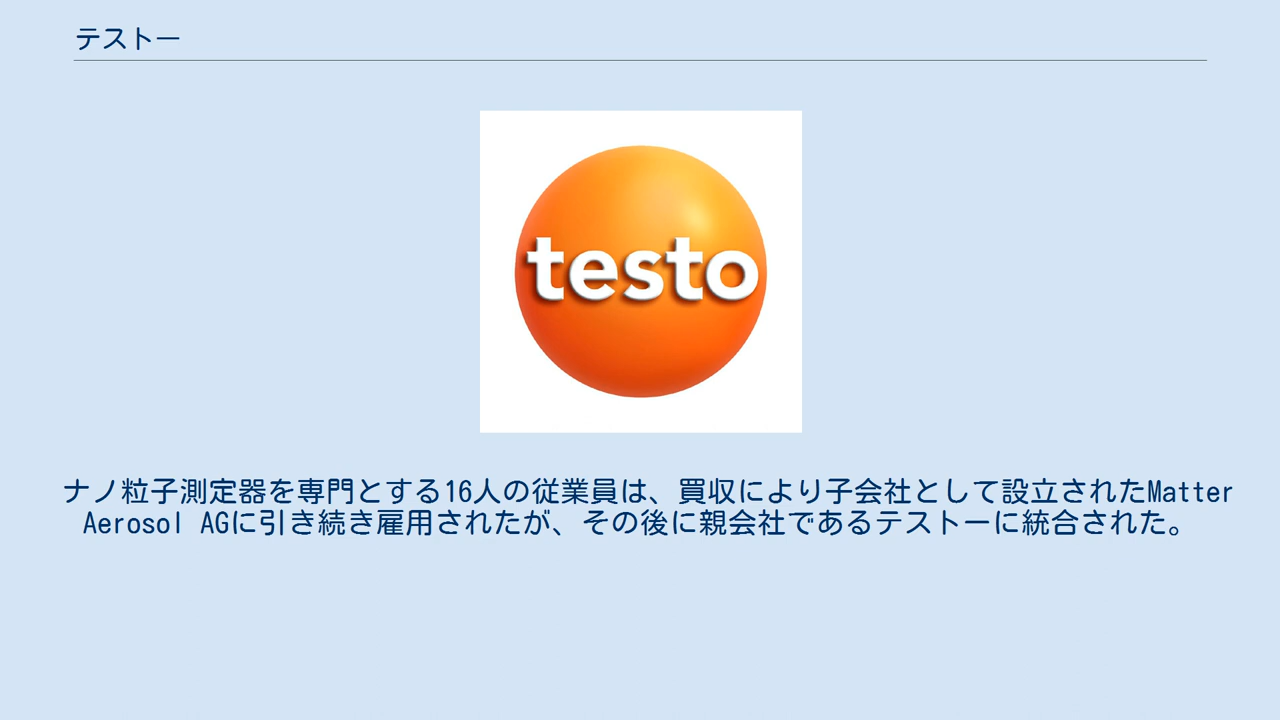 テストー
testo
ナノ粒子測定器を専門とする16人の従業員は、買収により子会社として設立されたMatter
Aerosol AGに引き続き雇用されたが、その後に親会社であるテストーに統合された。